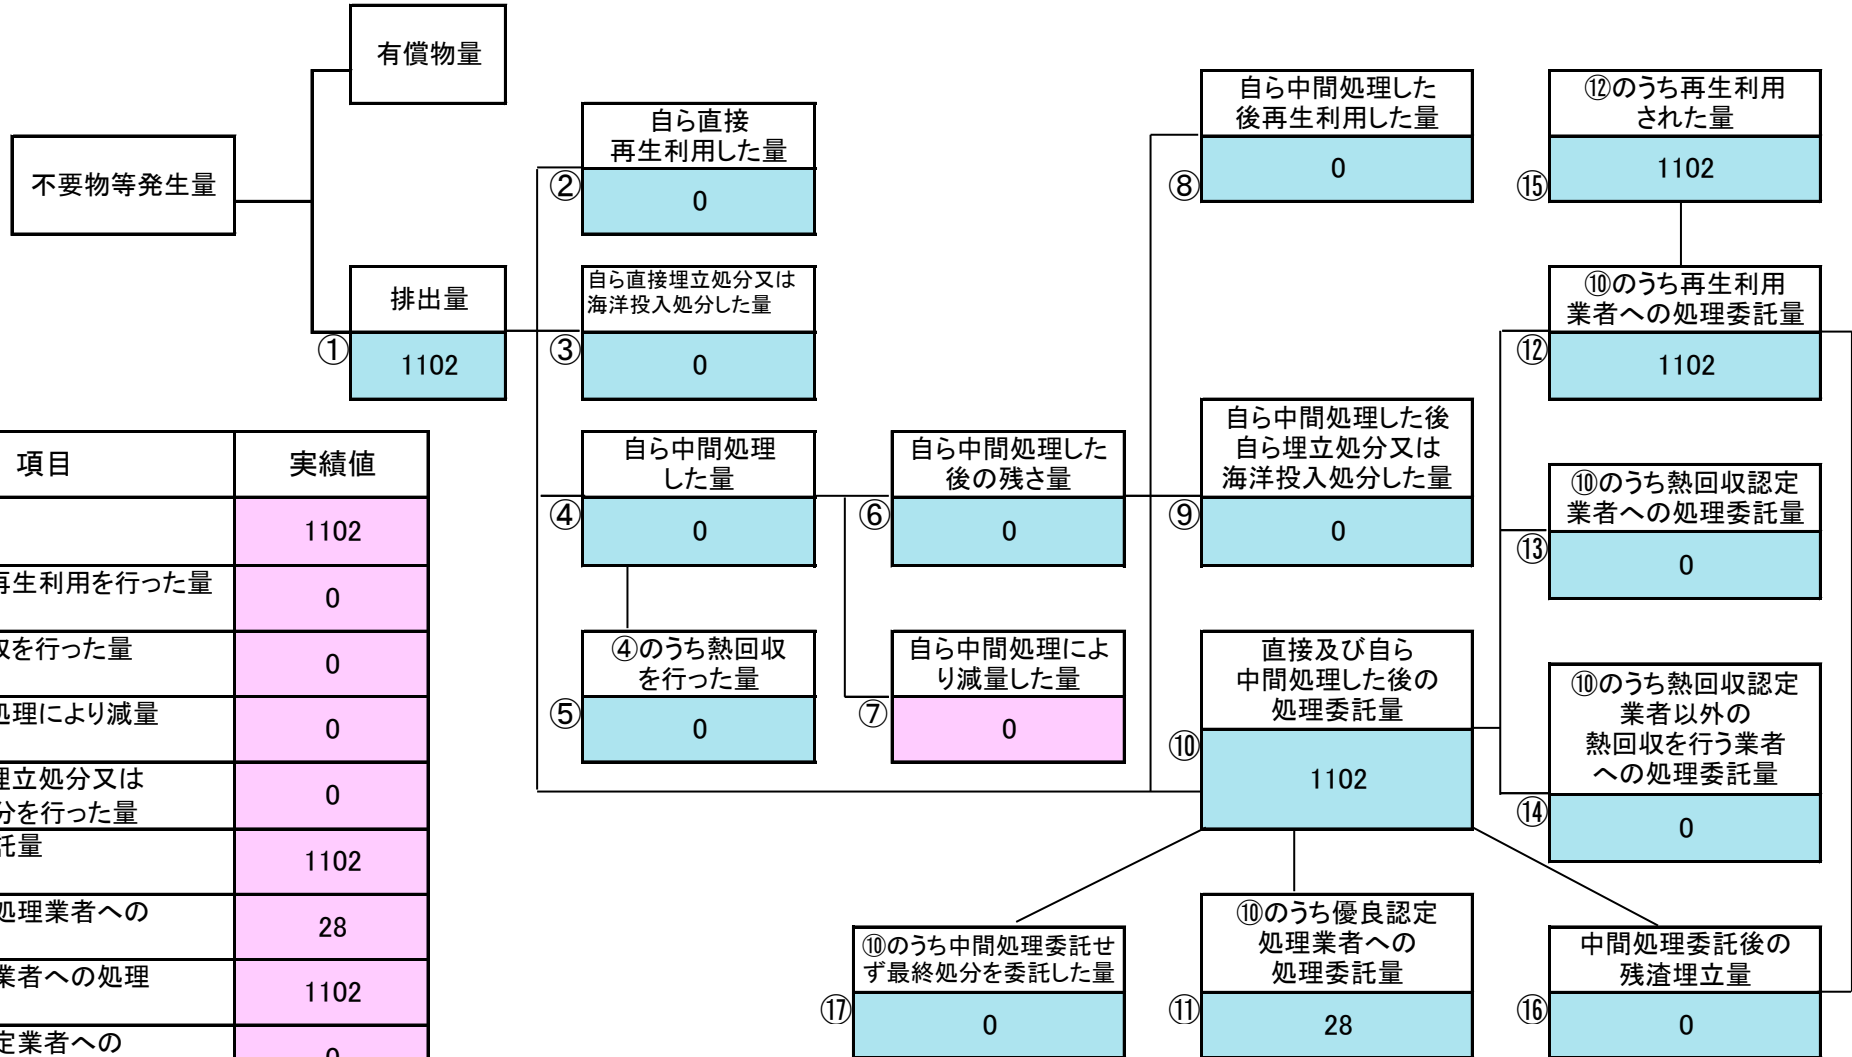 有償物量
不要物等発生量
排出量
①
1102
自ら直接
再生利用した量
②
0
自ら直接埋立処分又は
海洋投入処分した量
③
0
自ら中間処理
した量
④
0
④のうち熱回収
を行った量
⑤
0
自ら中間処理した
後の残さ量
⑥
0
自ら中間処理によ
り減量した量
⑦
0
自ら中間処理した
後再生利用した量
⑧
0
自ら中間処理した後
自ら埋立処分又は
海洋投入処分した量
⑨
0
直接及び自ら
中間処理した後の
処理委託量
⑩
1102
⑫のうち再生利用
された量
⑮
1102
⑩のうち再生利用
業者への処理委託量
⑫
1102
⑩のうち熱回収認定
業者への処理委託量
⑬
0
⑩のうち熱回収認定
業者以外の
熱回収を行う業者
への処理委託量
⑭
0
⑩のうち中間処理委託せ
ず最終処分を委託した量
⑰
0
⑩のうち優良認定
処理業者への
処理委託量
⑪
28
中間処理委託後の
残渣埋立量
⑯
0
項目 実績値
1102
再生利用を行った量 0
を行った量 0
処理により減量 0
埋立処分又は
分を行った量 0
託量 1102
処理業者への 28
業者への処理 1102
定業者への